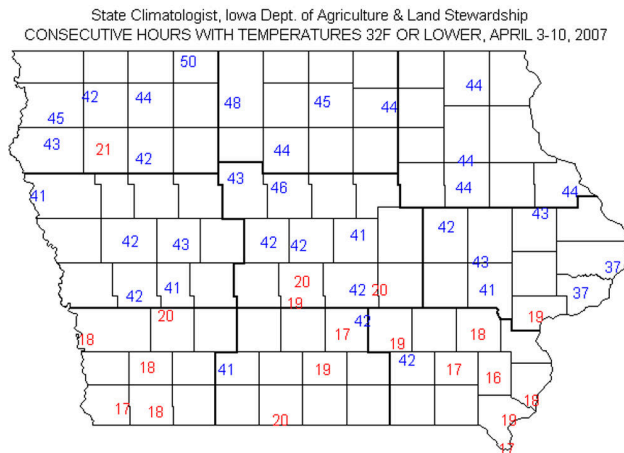 State Climatologist, Iowa Dept. of Agriculture & Land Stewardship
CONSECUTIVE HOURS WITH TEMPERATURES 32F OR LOWER, APRIL 3-10, 2007
50
42 44 48 45 44 44
45
43 21 42 44 44
41 43 46 44 44
43
42 43 42 42 41 42
43 37
42 41 20 42 20 41 37
19
20 42 19
18 17 19 18
18 41 19 42 17 16
17 18 18
20 19
17